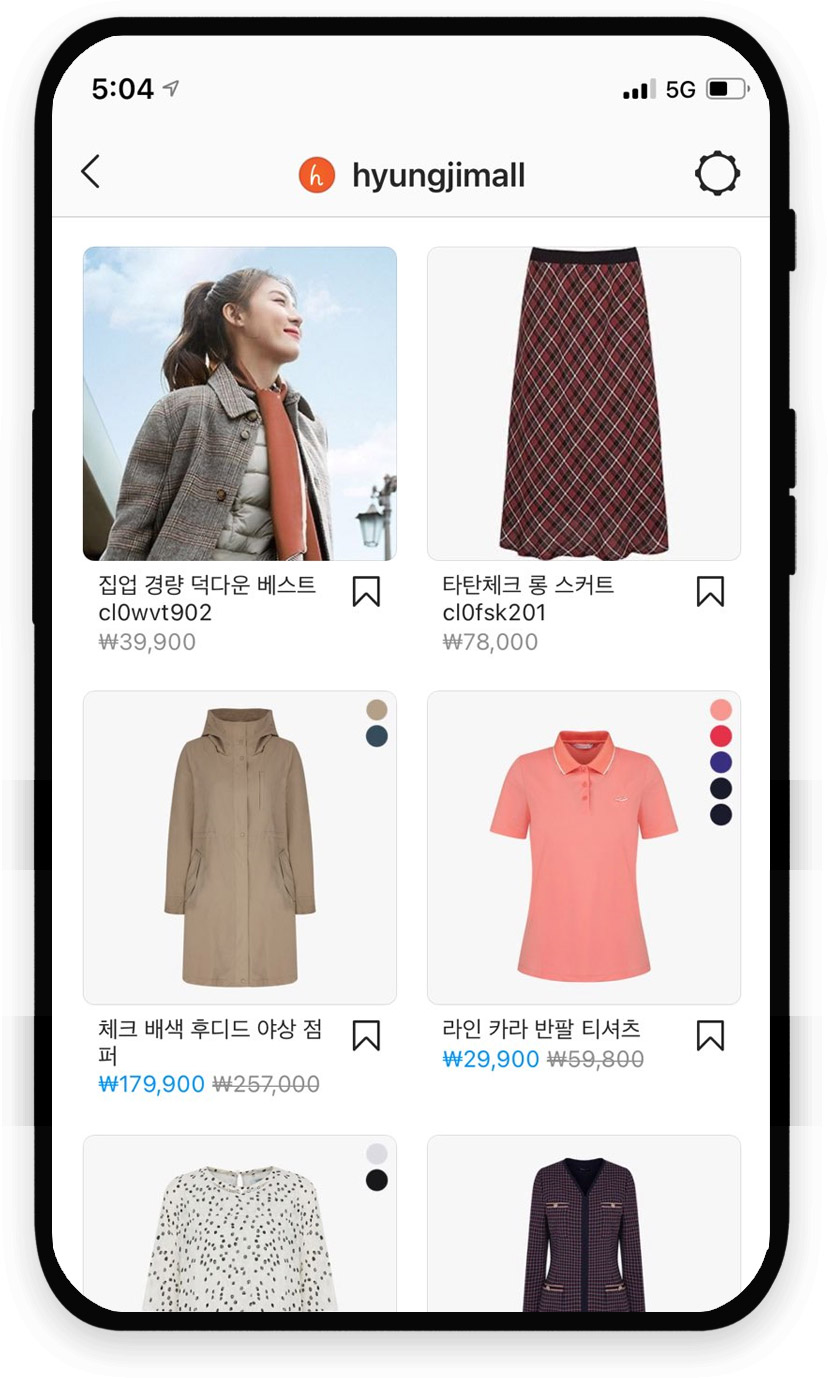 5:04
5G
h hyungjimall
집업 경량 덕다운 베스트
cl0wvt902
₩39,900
타탄체크 롱 스커트
cl0fsk201
₩78,000
체크 배색 후디드 야상 점
퍼
₩179,900 ₩257,000
라인 카라 반팔 티셔츠
₩29,900 ₩59,800